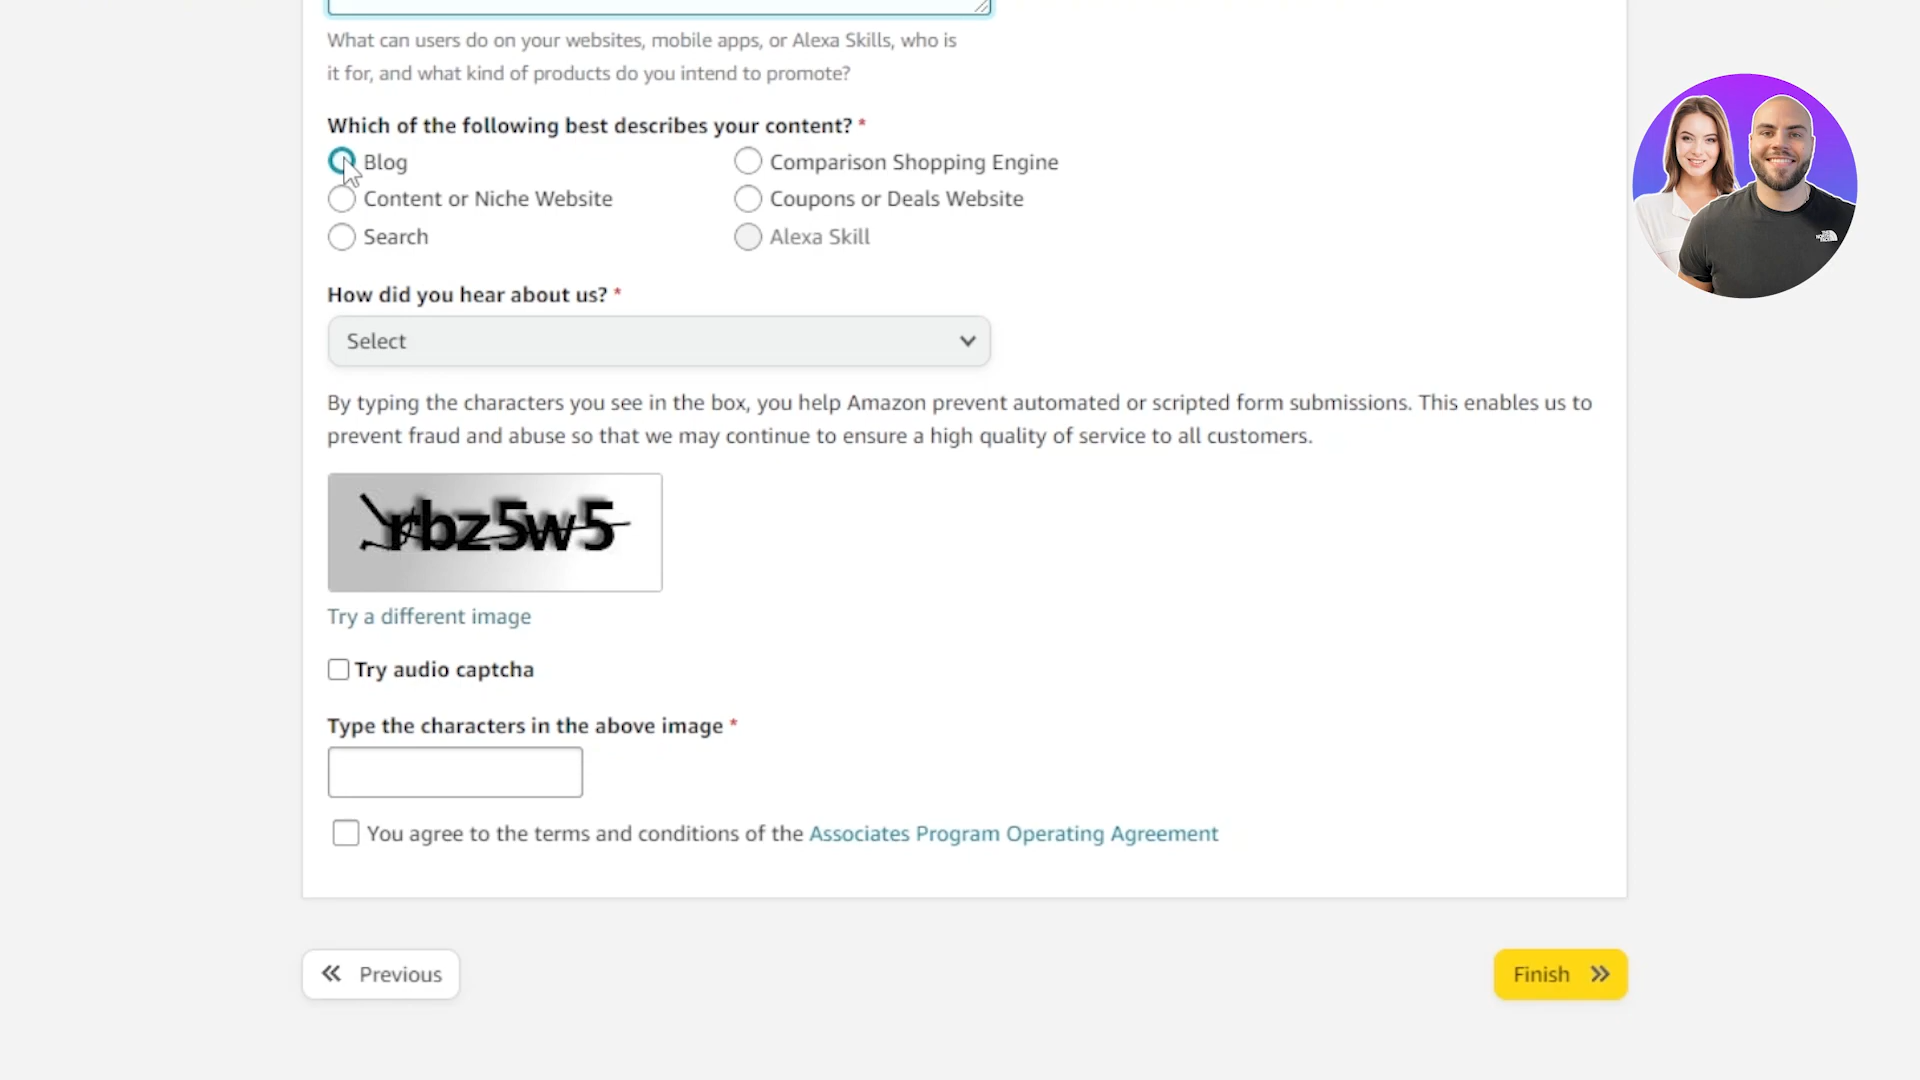 What can users do on your websites, mobile apps, or Alexa Skills, who is
it for, and what kind of products do you intend to promote?
Which of the following best describes your content? *
Blog
Comparison Shopping Engine
Content or Niche Website
Coupons or Deals Website
Search
Alexa Skill
How did you hear about us? *
Select
By typing the characters you see in the box, you help Amazon prevent automated or scripted form submissions. This enables us to
prevent fraud and abuse so that we may continue to ensure a high quality of service to all customers.
rbz5w5
Try a different image
Try audio captcha
Type the characters in the above image *
You agree to the terms and conditions of the Associates Program Operating Agreement
« Previous
Finish »
THE
NORTH
FACE